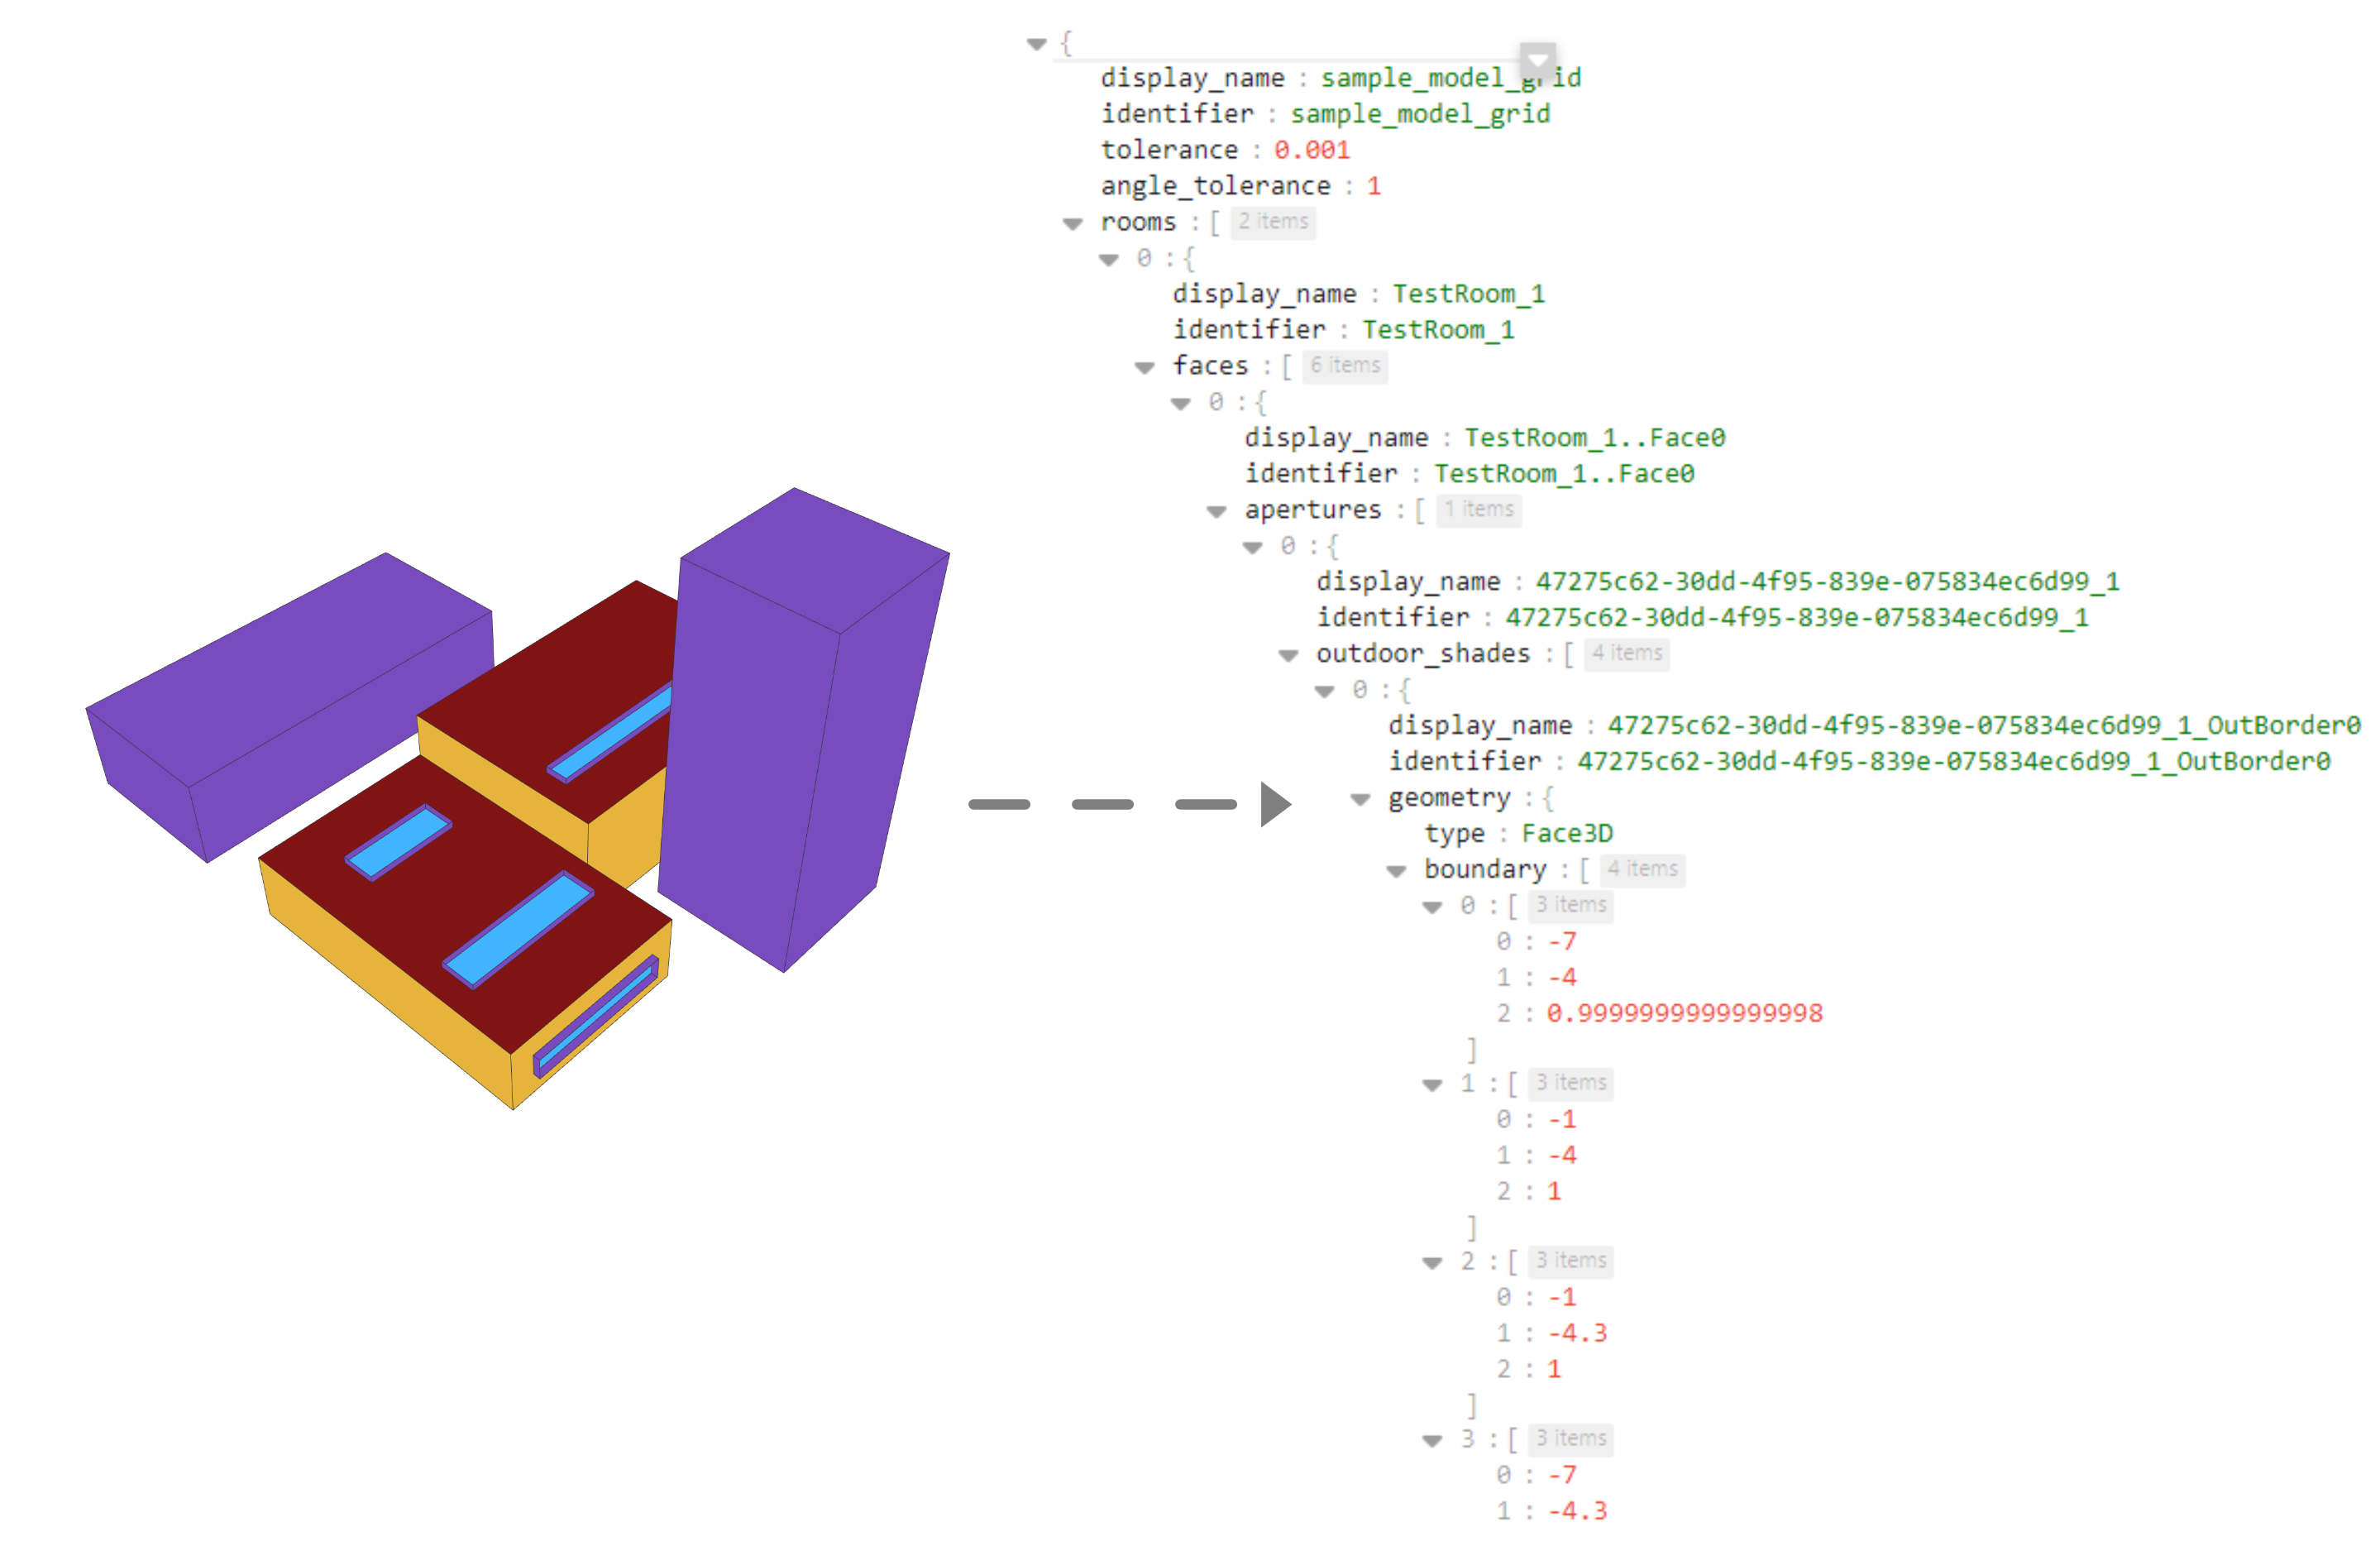 {
display_name : sample_model_grid
identifier : sample_model_grid
tolerance : 0.001
angle_tolerance : 1
rooms : [ 2 items
0 : {
display_name : TestRoom_1
identifier : TestRoom_1
faces : [ 6 items
0 : {
display_name : TestRoom_1..Face0
identifier : TestRoom_1..Face0
apertures : [ 1 items
0 : {
display_name : 47275c62-30dd-4f95-839e-075834ec6d99_1
identifier : 47275c62-30dd-4f95-839e-075834ec6d99_1
outdoor_shades : [ 4 items
0 : {
display_name : 47275c62-30dd-4f95-839e-075834ec6d99_1_OutBorder0
identifier : 47275c62-30dd-4f95-839e-075834ec6d99_1_OutBorder0
geometry : {
type : Face3D
boundary : [ 4 items
0 : [ 3 items
0 : -7
1 : -4
2 : 0.9999999999999998
]
1 : [ 3 items
0 : -1
1 : -4
2 : 1
]
2 : [ 3 items
0 : -1
1 : -4.3
2 : 1
]
3 : [ 3 items
0 : -7
1 : -4.3